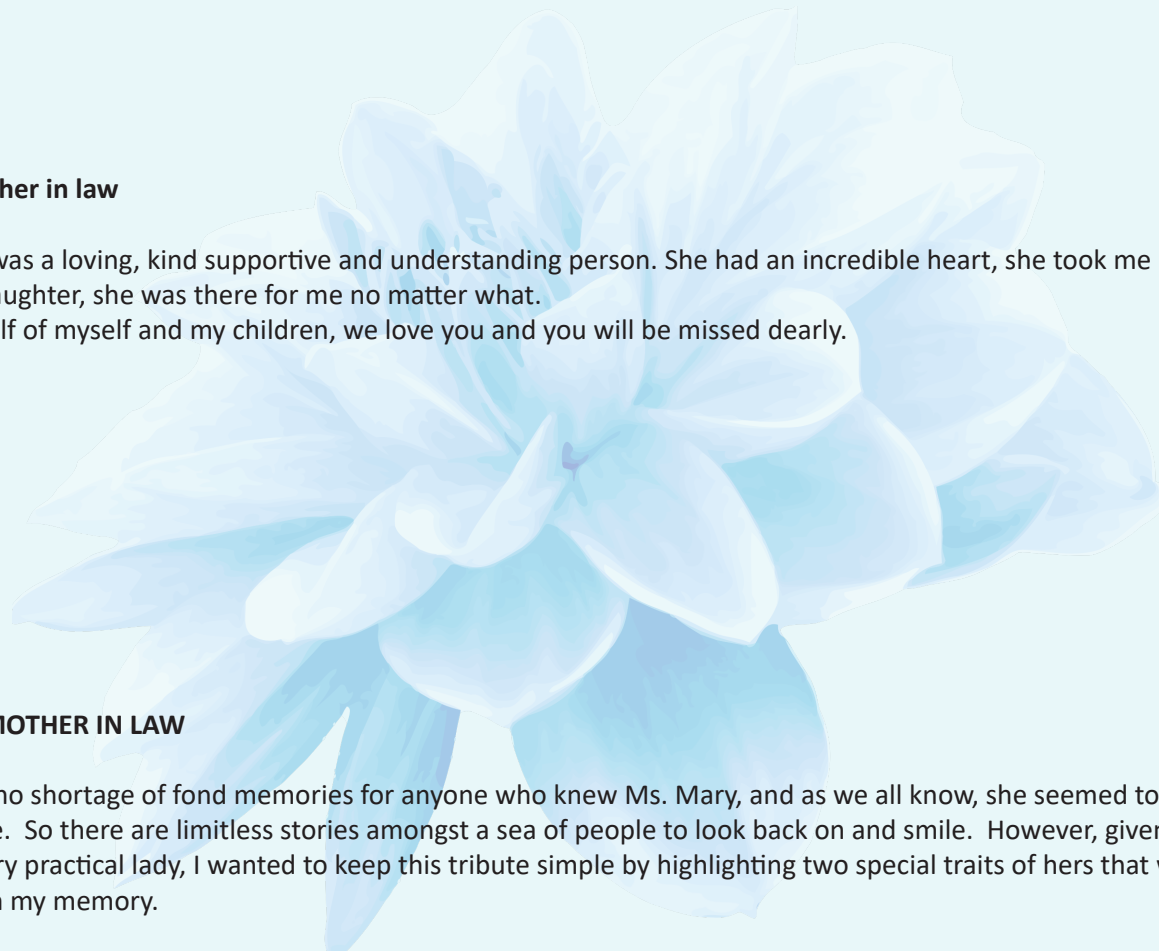 her in law
was a loving, kind supportive and understanding person. She had an incredible heart, she took me
aughter, she was there for me no matter what.
lf of myself and my children, we love you and you will be missed dearly.
MOTHER IN LAW
no shortage of fond memories for anyone who knew Ms. Mary, and as we all know, she seemed to
e. So there are limitless stories amongst a sea of people to look back on and smile. However, given
ry practical lady, I wanted to keep this tribute simple by highlighting two special traits of hers that
my memory.